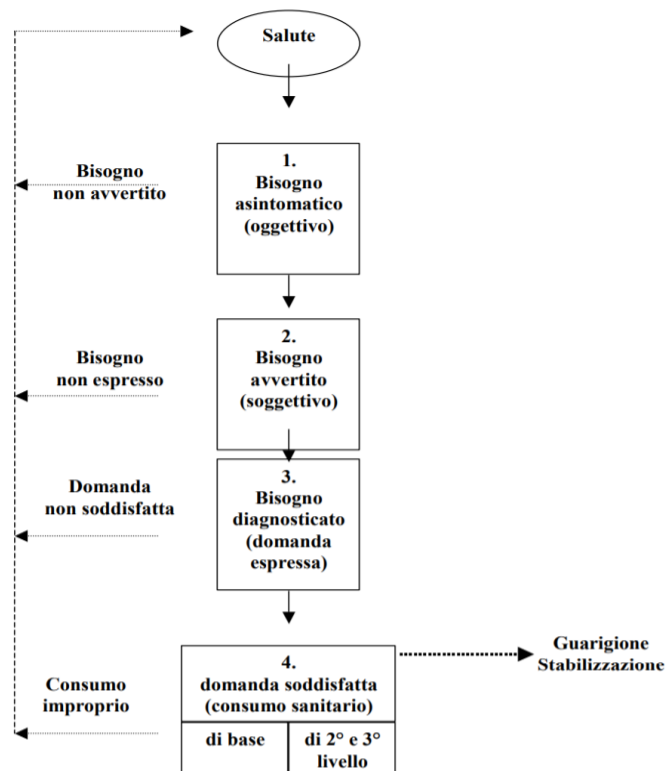 Salute
1.
Bisogno
asintomatico
(oggettivo)
Bisogno
non avvertito
2.
Bisogno
avvertito
(soggettivo)
Bisogno
non espresso
3.
Bisogno
diagnosticato
(domanda
espressa)
Domanda
non soddisfatta
4.
domanda soddisfatta
(consumo sanitario)
di base
di 2° e 3°
livello
Consumo
improprio
Guarigione
Stabilizzazione